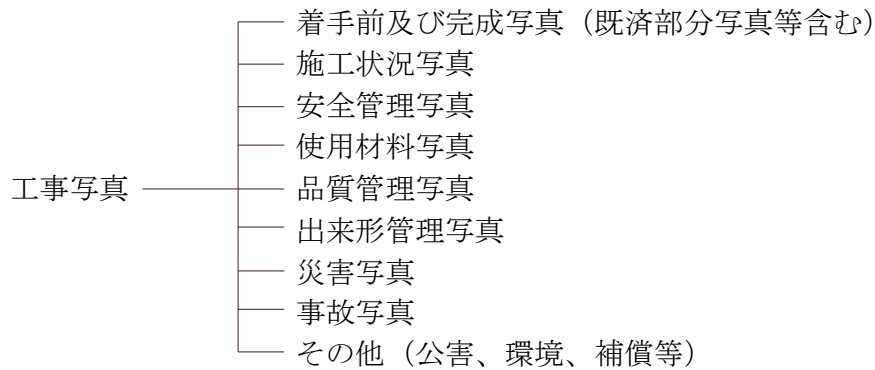 着手前及び完成写真（既済部分写真等含む）
施工状況写真
安全管理写真
使用材料写真
工事写真
品質管理写真
出来形管理写真
災害写真
事故写真
その他（公害、環境、補償等）